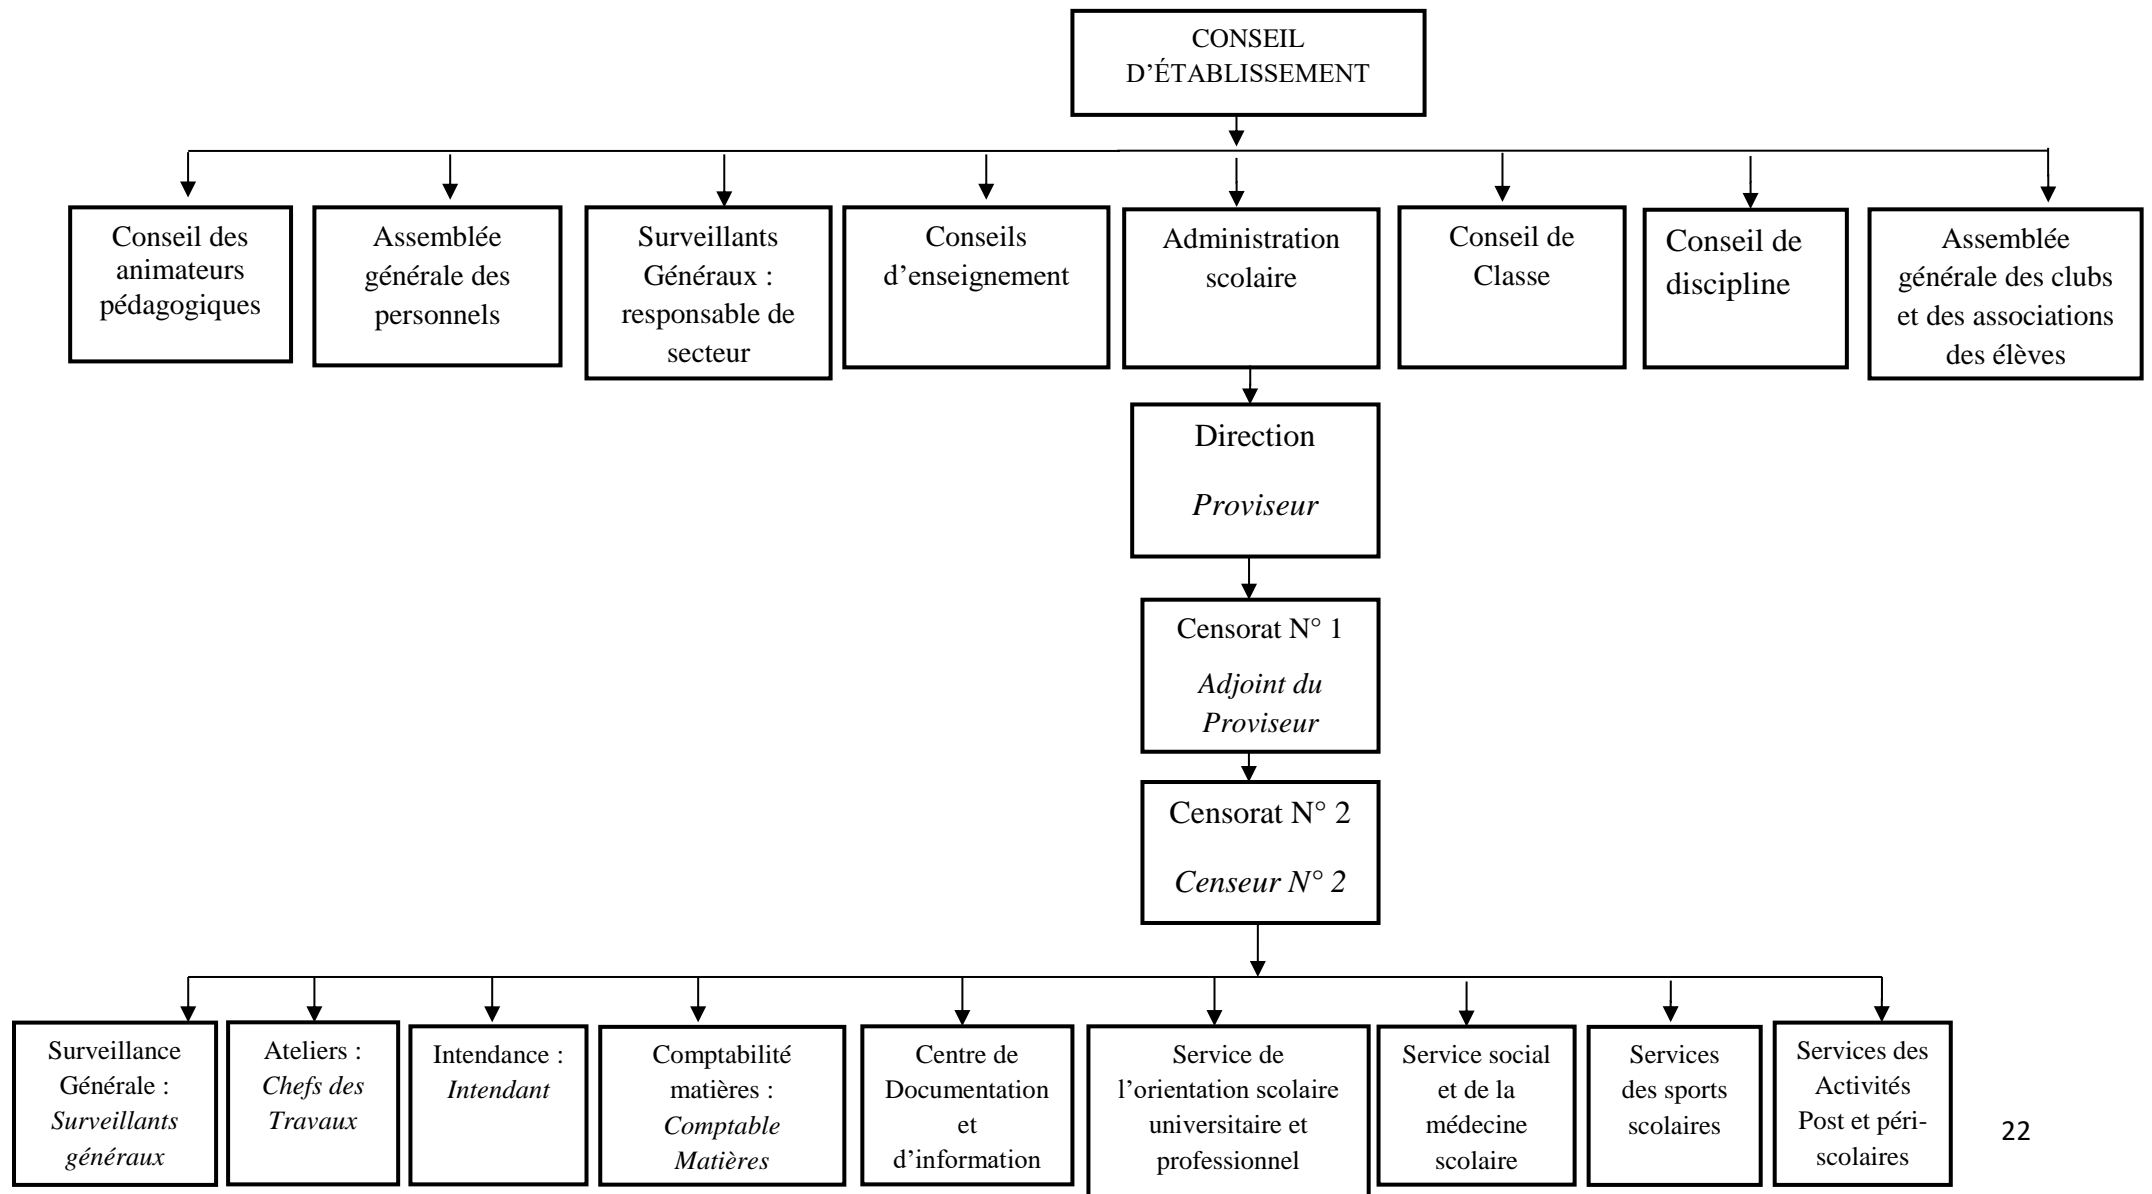 CONSEIL
D’ÉTABLISSEMENT
Conseil des
animateurs
pédagogiques
Assemblée
générale des
personnels
Surveillants
Généraux :
responsable de
secteur
Conseils
d’enseignement
Administration
scolaire
Conseil de
Classe
Conseil de
discipline
Assemblée
générale des clubs
et des associations
des élèves
Direction
Proviseur
Censorat N° 1
Adjoint du
Proviseur
Censorat N° 2
Censeur N° 2
Surveillance
Générale :
Surveillants
généraux
Ateliers :
Chefs des
Travaux
Intendance :
Intendant
Comptabilité
matières :
Comptable
Matières
Centre de
Documentation
et
d’information
Service de
l’orientation scolaire
universitaire et
professionnel
Service social
et de la
médecine
scolaire
Services
des sports
scolaires
Services des
Activités
Post et péri-
scolaires
22